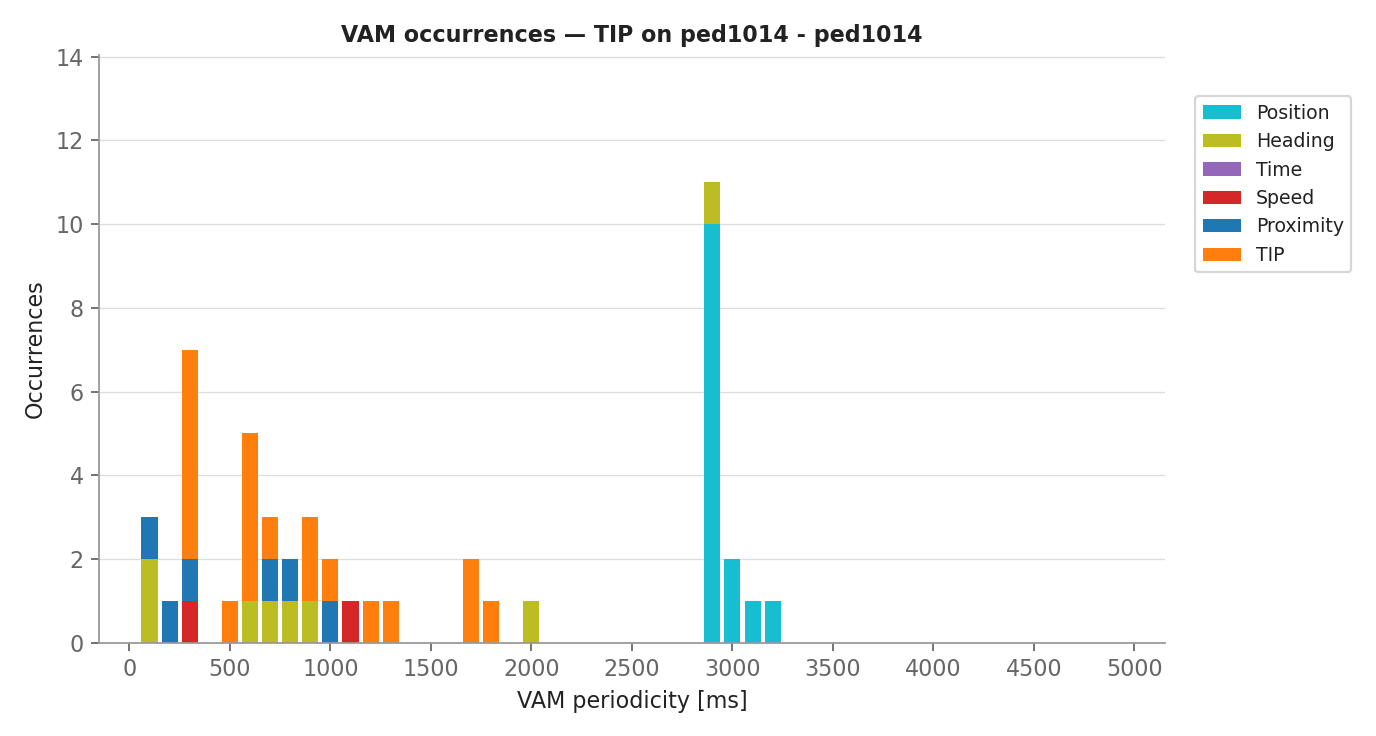 VAM occurrences — TIP on ped1014 - ped1014
14
12
10
8
6
4
2
0
Occurrences
0 500 1000 1500 2000 2500 3000 3500 4000 4500 5000
VAM periodicity [ms]
Position
Heading
Time
Speed
Proximity
TIP